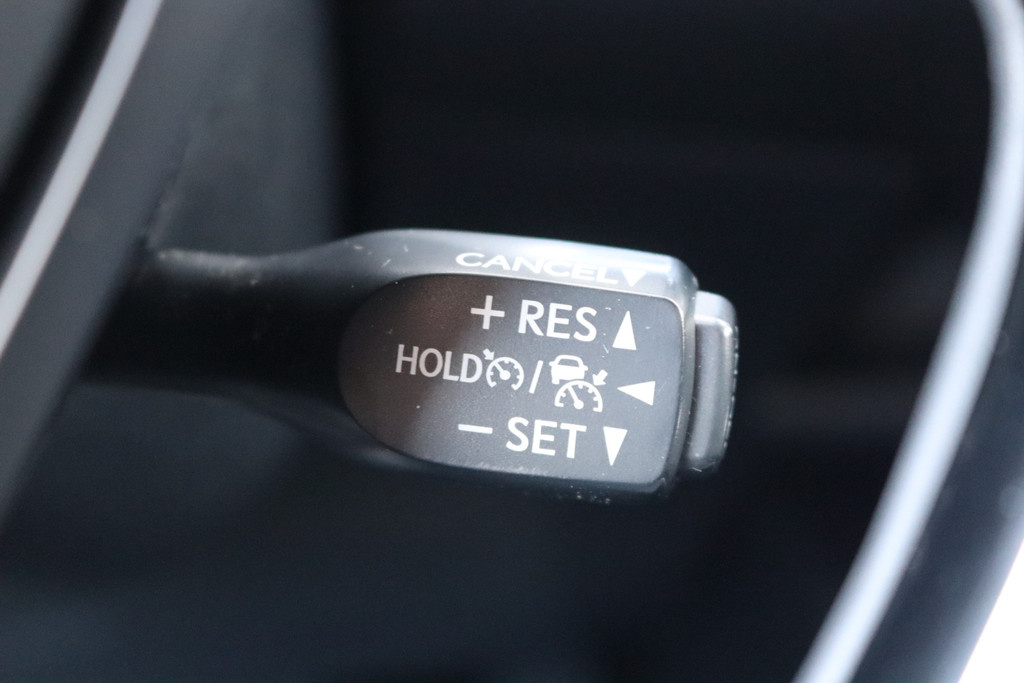 CANCEL ▼
+ RES ▲
HOLD / ◀
− SET ▼